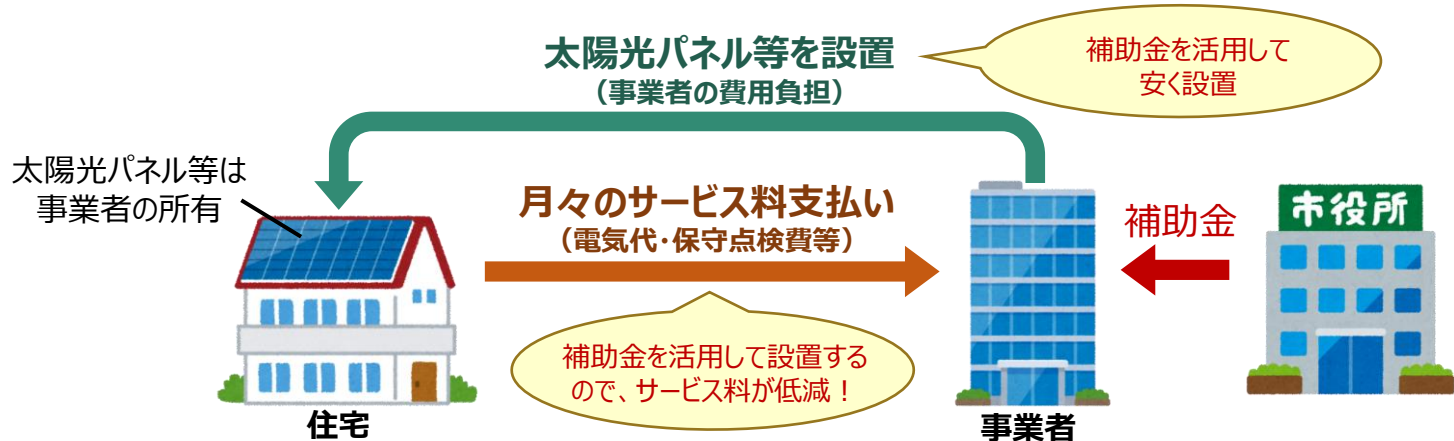 太陽光パネル等を設置
（事業者の費用負担）
補助金を活用して
安く設置
太陽光パネル等は
事業者の所有
月々のサービス料支払い
（電気代・保守点検費等）
補助金
市役所
補助金を活用して設置する
ので、サービス料が低減！
住宅
事業者